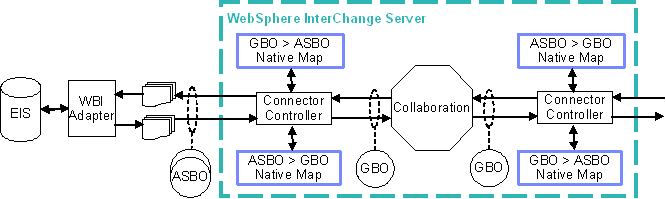 WebSphere InterChange Server
GBO > ASBO
Native Map
ASBO > GBO
Native Map
EIS
WBI
Adapter
Connector
Controller
Collaboration
Connector
Controller
ASBO
ASBO > GBO
Native Map
GBO
GBO
GBO > ASBO
Native Map